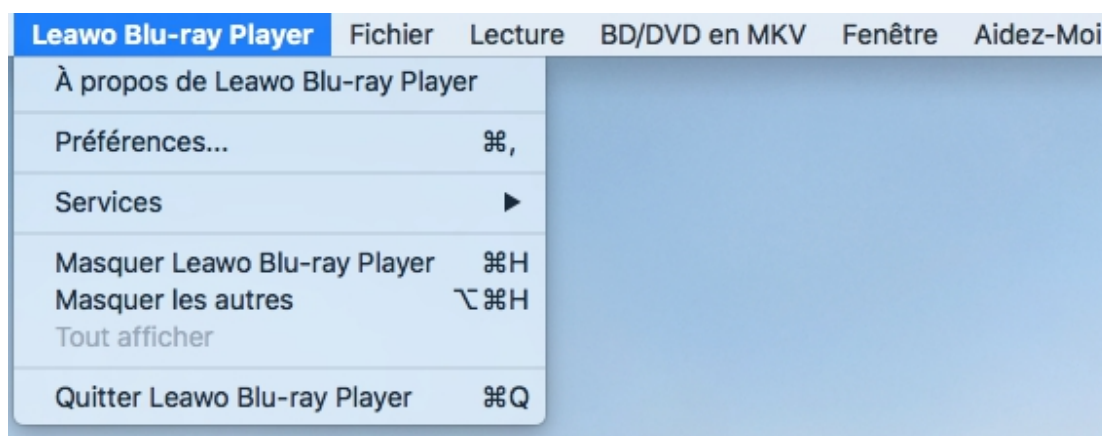 Leawo Blu-ray Player Fichier Lecture BD/DVD en MKV Fenêtre Aidez-Moi
À propos de Leawo Blu-ray Player
Préférences... ⌘,
Services ▶
Masquer Leawo Blu-ray Player ⌘H
Masquer les autres ⌥⌘H
Tout afficher
Quitter Leawo Blu-ray Player ⌘Q